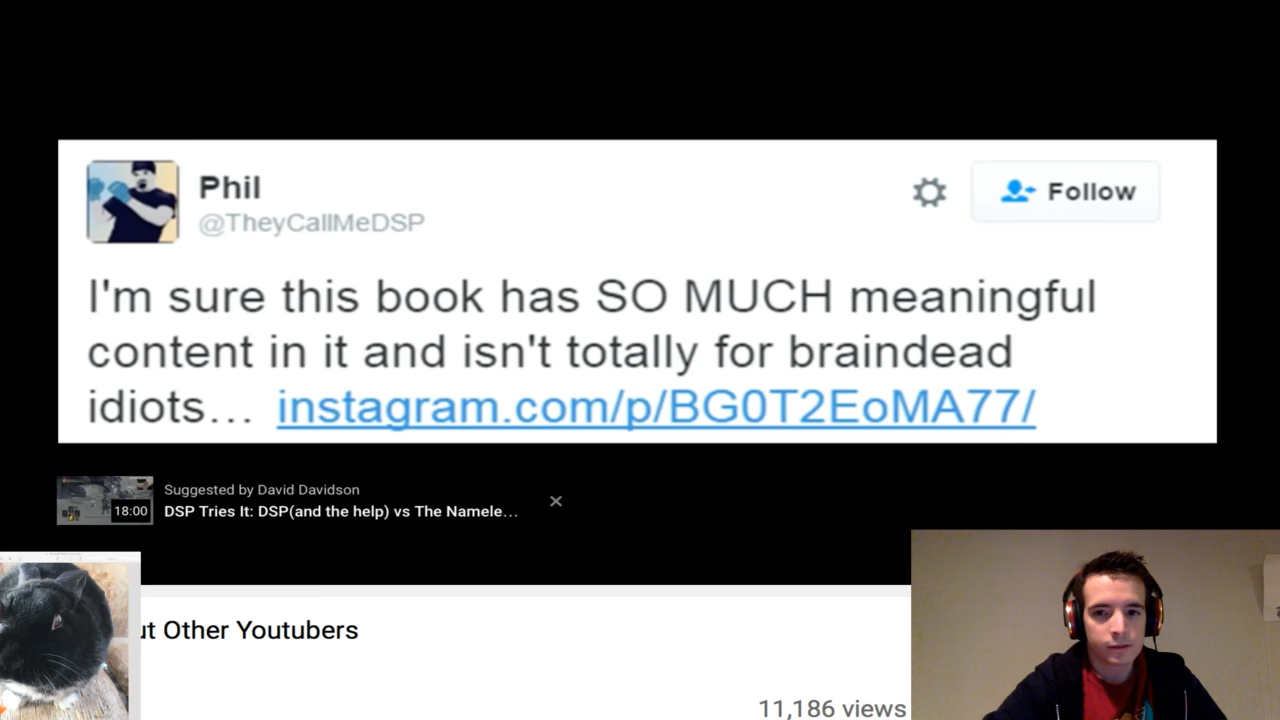 Phil
@TheyCallMeDSP
Follow
I'm sure this book has SO MUCH meaningful
content in it and isn't totally for braindead
idiots... instagram.com/p/BG0T2EoMA77/
Suggested by David Davidson
18:00
DSP Tries It: DSP(and the help) vs The Namele...
ut Other Youtubers
11,186 views